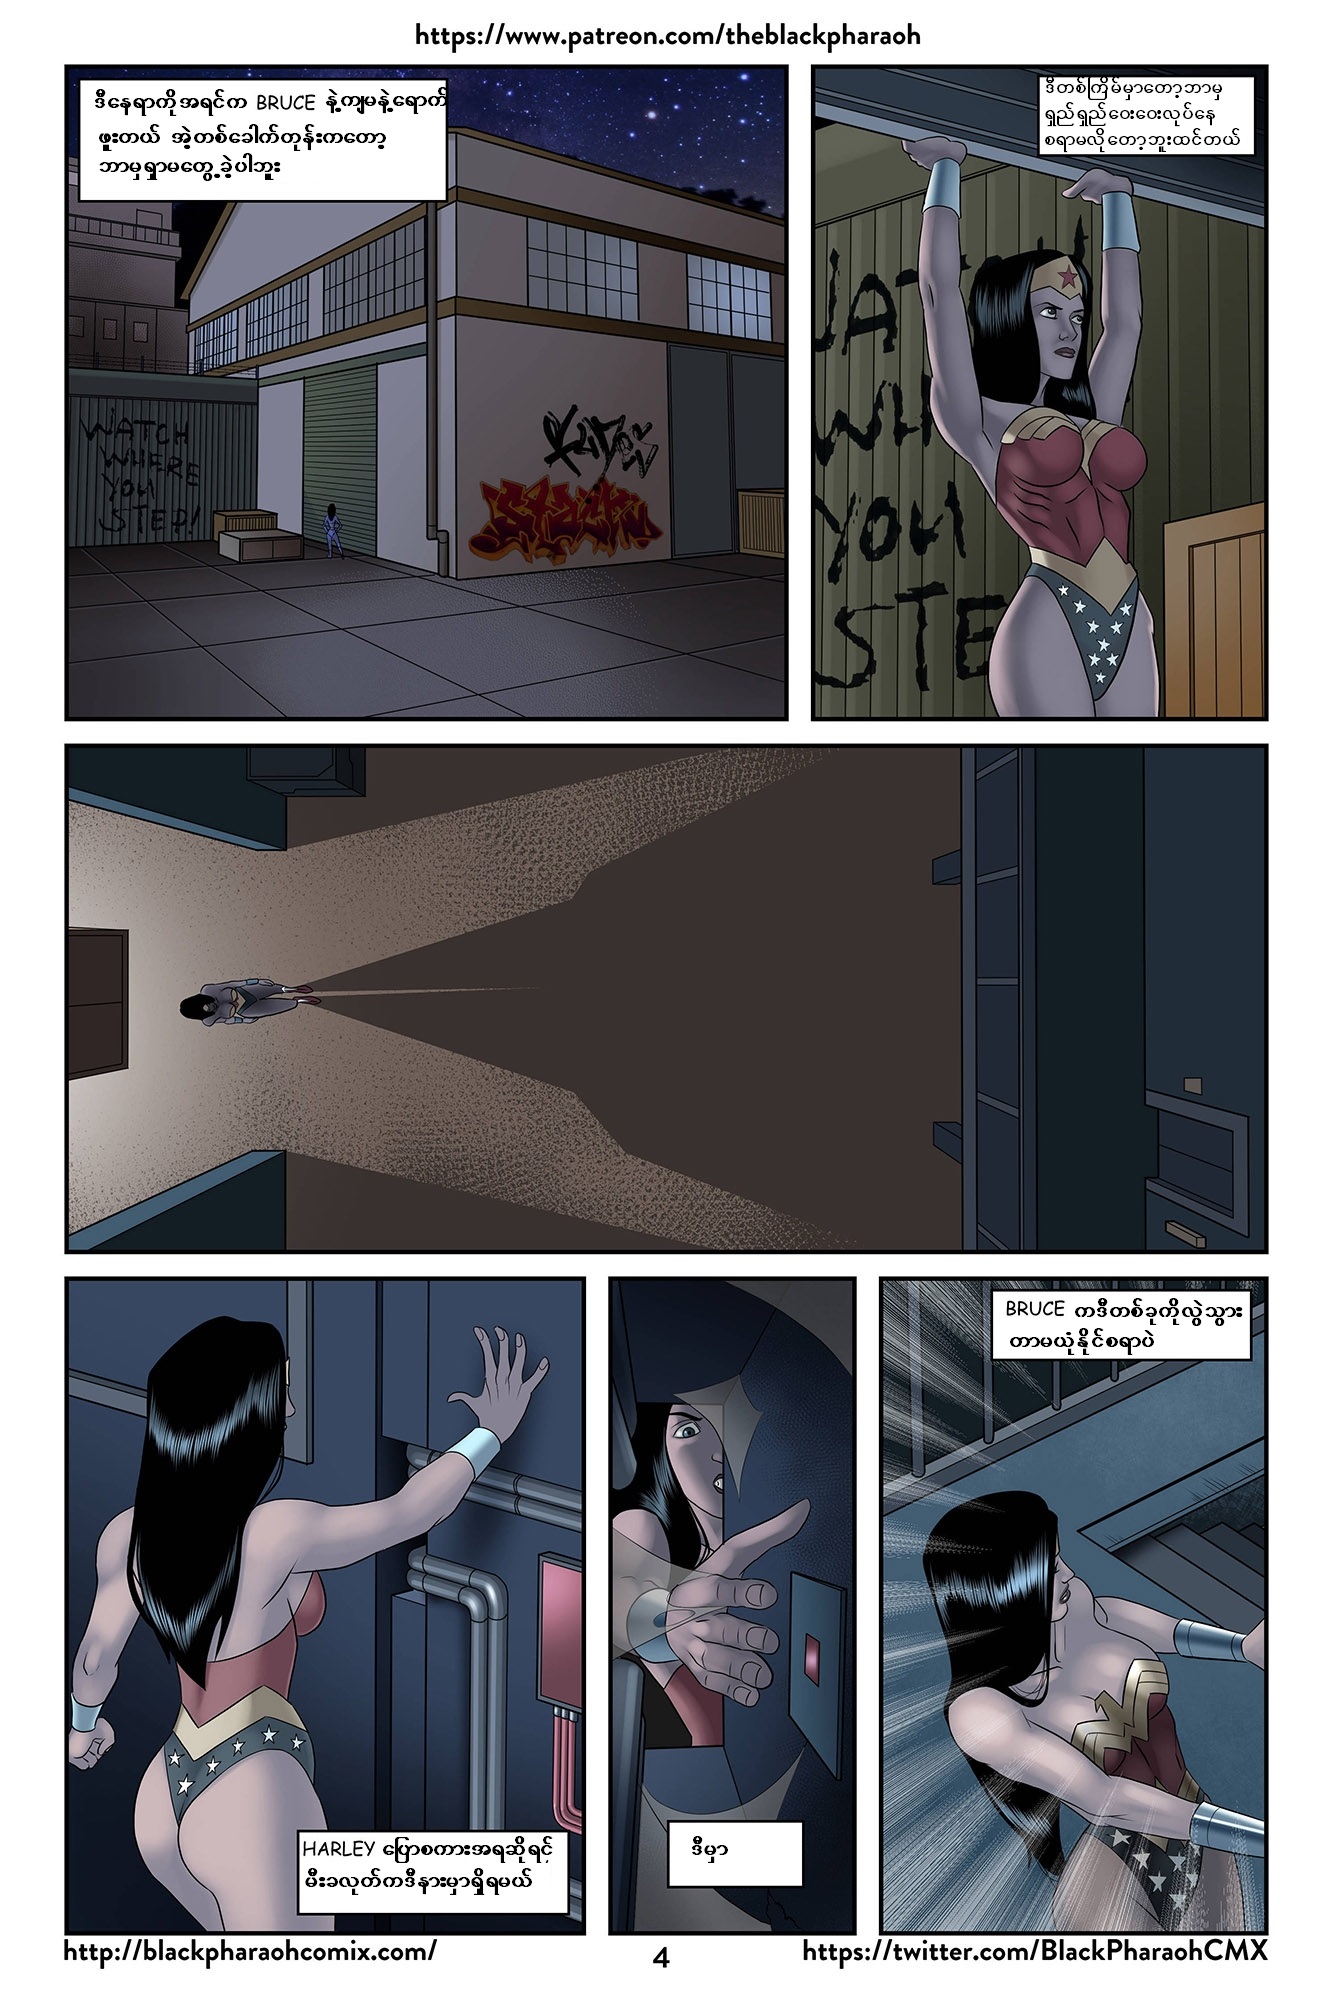 https://www.patreon.com/theblackpharaoh
ဒီနေရာကိုအရင်က BRUCE နဲ့ကျမနဲ့ရောက်
ဖူးတယ် အဲ့တစ်ခေါက်တုန်းကတော့
ဘာမှရှာမတွေ့ခဲ့ပါဘူး
WATCH
WHERE
YOU
STEP!
ဒီတစ်ကြိမ်မှာတော့ဘာမှ
ရှည်ရှည်ဝေးဝေးလုပ်နေ
စရာမလိုတော့ဘူးထင်တယ်
YOU
STE
HARLEY ပြောစကားအရဆိုရင်
မီးခလုတ်ကဒီနားမှာရှိရမယ်
ဒီမှာ
BRUCE ကဒီတစ်ခုကိုလွဲသွား
တာမယုံနိုင်စရာပဲ
http://blackpharaohcomix.com/
4
https://twitter.com/BlackPharaohCMX